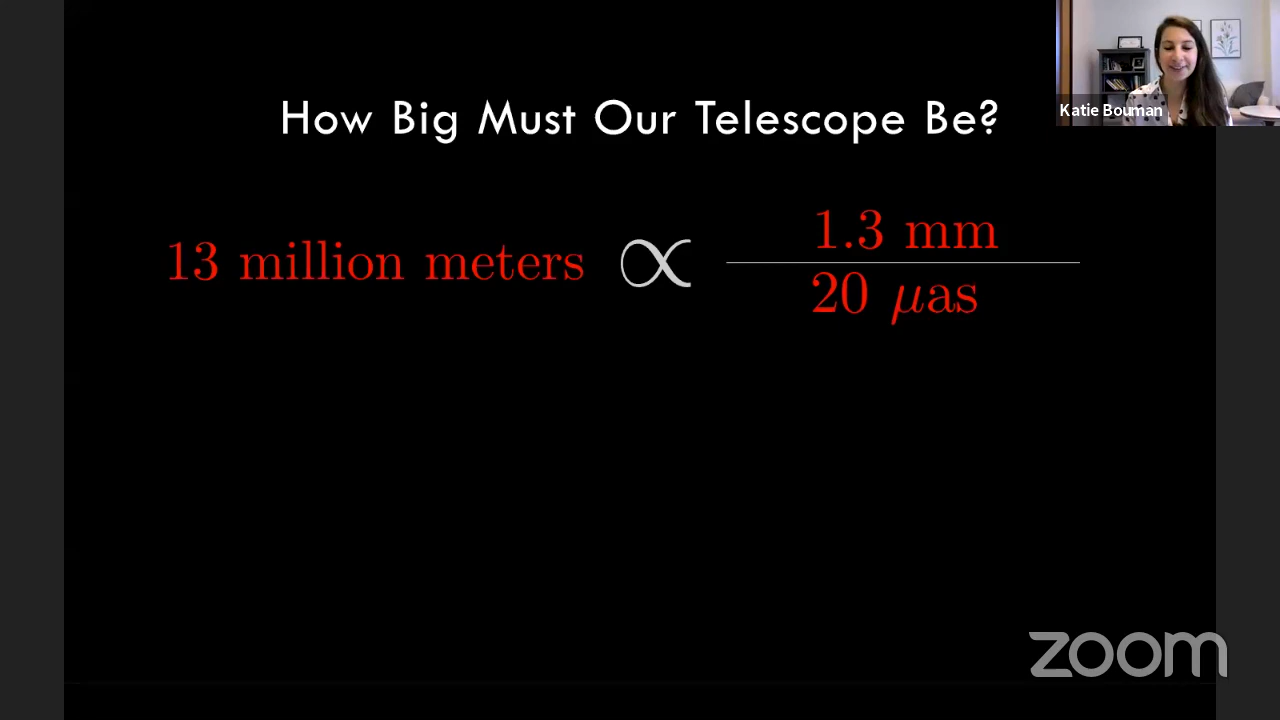 How Big Must Our Telescope Be?
Katie Bouman
13 million meters ∝ 1.3 mm
20 μas
zoom